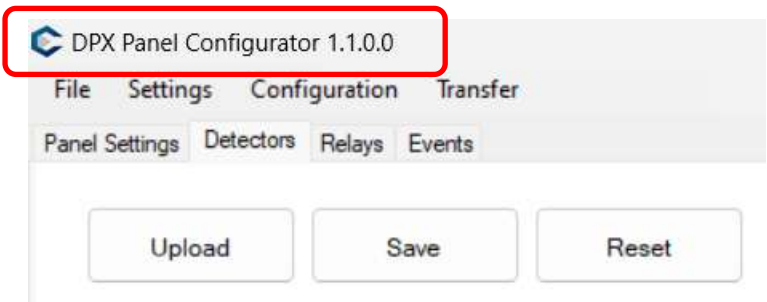 DPX Panel Configurator 1.1.0.0
File Settings Configuration Transfer
Panel Settings Detectors Relays Events
Upload Save Reset